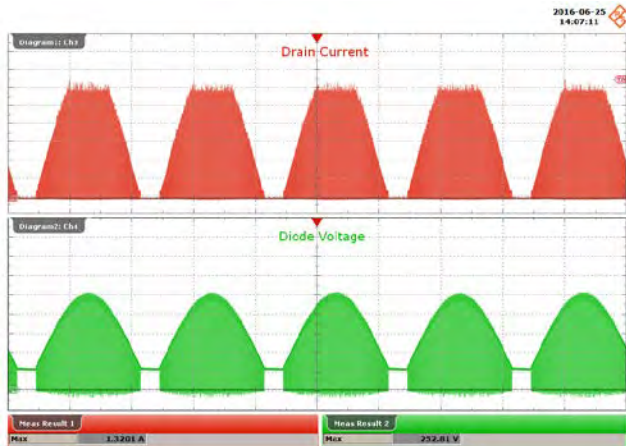 2016-06-25
14:07:11
Diagram1: Ch3
Drain Current
Diagram2: Ch4
Diode Voltage
Meas Result 1
Meas Result 2
Max 1.3201 A
Max 252.81 V